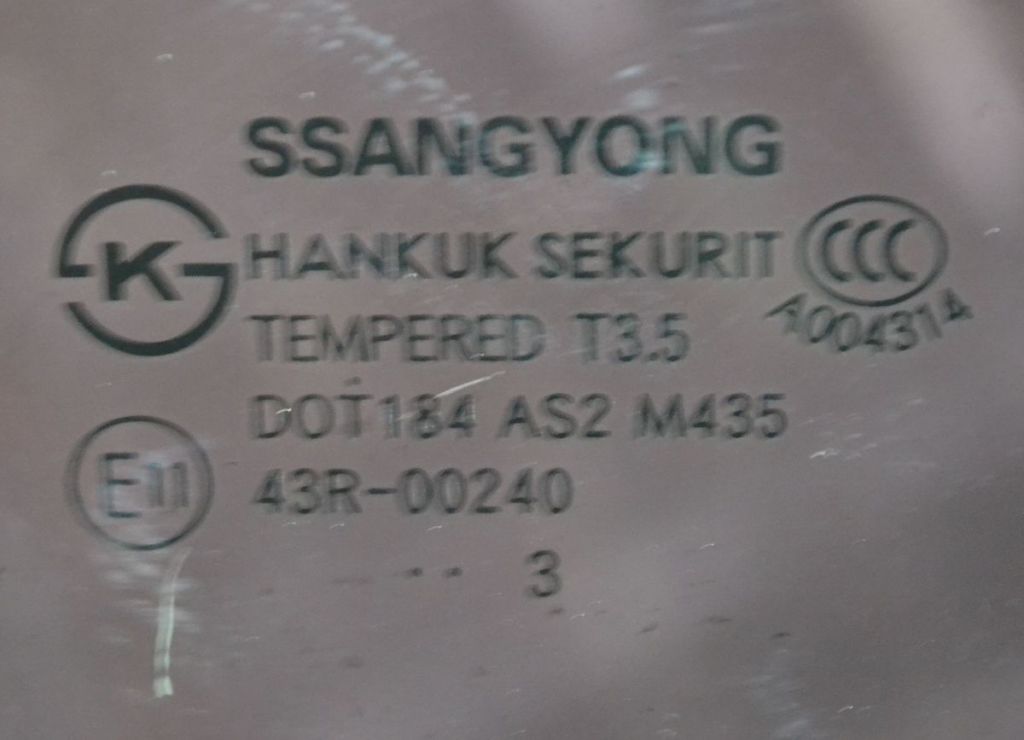 SSANGYONG
K HANKUK SEKURIT CCC
A004314
TEMPERED T3.5
DOT184 AS2 M435
E11 43R-00240
·· 3